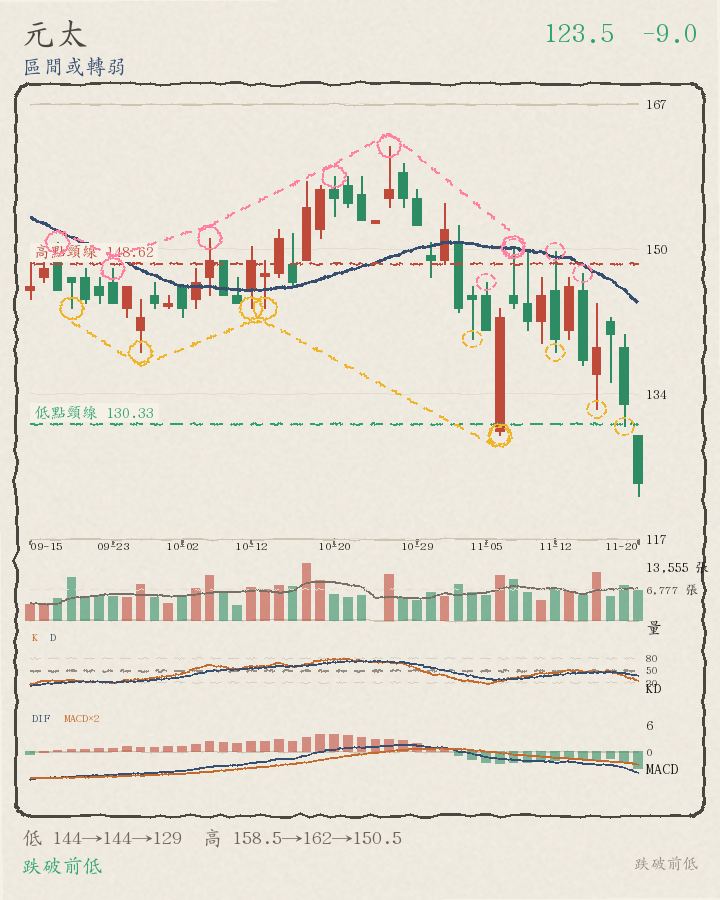 元太
123.5 -9.0
區間或轉弱
167
高點頸線 148.62
150
134
低點頸線 130.33
117
09-15 09-23 10-02 10-12 10-20 10-29 11-05 11-12 11-20
13,555 張
6,777 張
量
K D
80
50
20
KD
DIF MACD×2
6
0
MACD
低 144→144→129 高 158.5→162→150.5
跌破前低
跌破前低